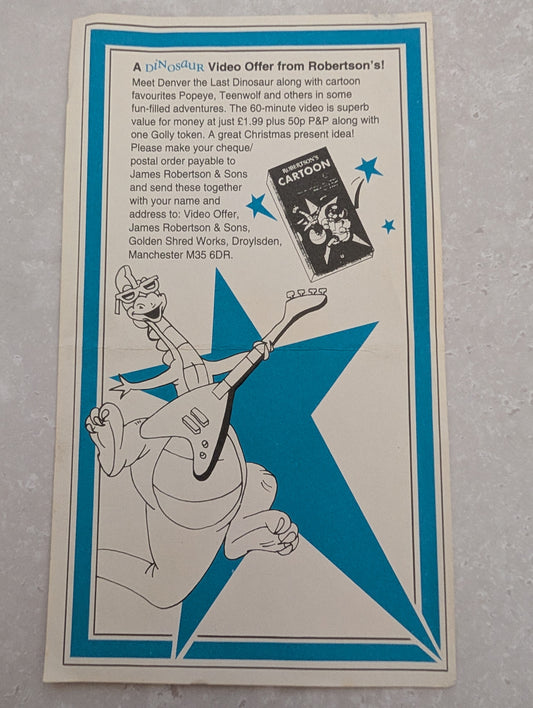 A DiNOSAUR Video Offer from Robertson's!
Meet Denver the Last Dinosaur along with cartoon
favourites Popeye, Teenwolf and others in some
fun-filled adventures. The 60-minute video is superb
value for money at just £1.99 plus 50p P&P along with
one Golly token. A great Christmas present idea!
Please make your cheque/
postal order payable to
James Robertson & Sons
and send these together
with your name and
address to: Video Offer,
James Robertson & Sons,
Golden Shred Works, Droylsden,
Manchester M35 6DR.
ROBERTSON'S
CARTOON